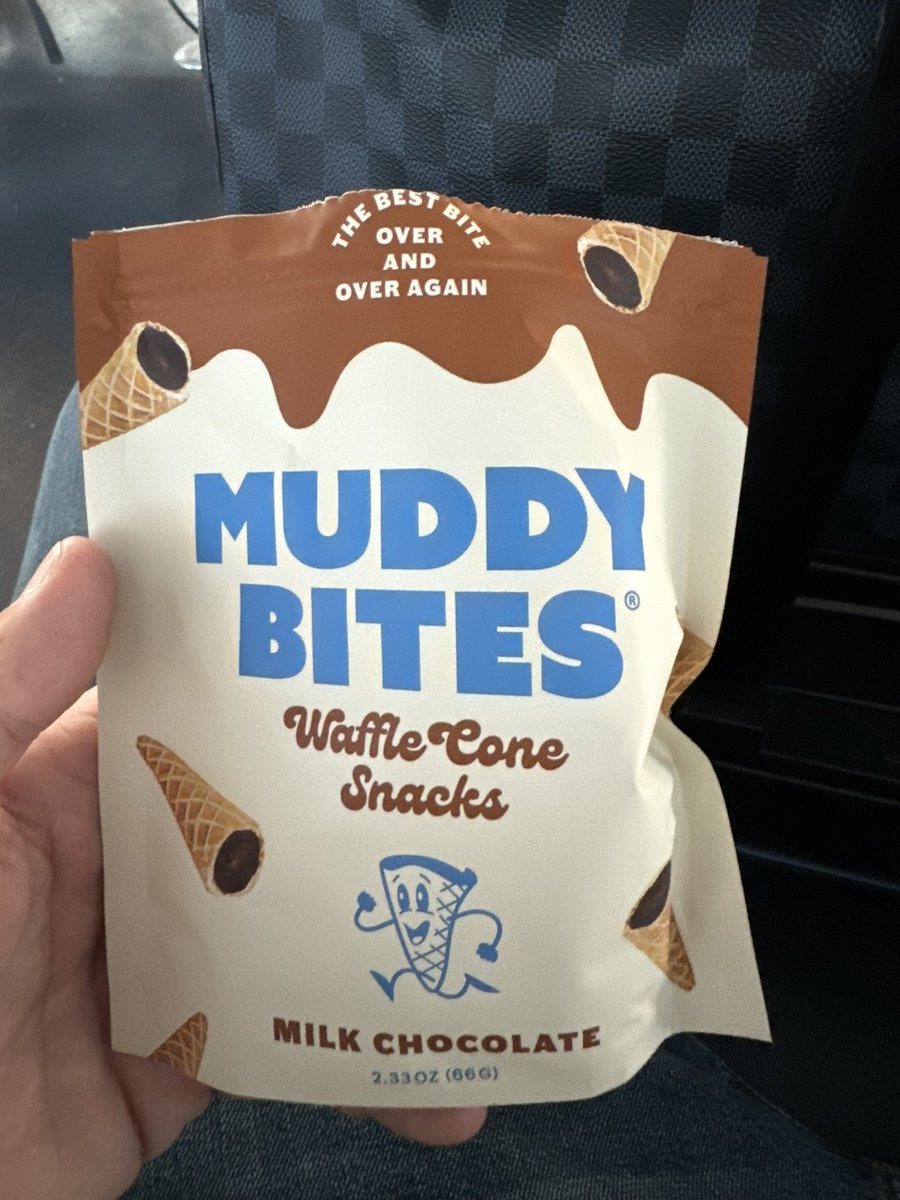 THE BEST BITE
OVER
AND
OVER AGAIN
MUDDY
BITES®
Waffle Cone
Snacks
MILK CHOCOLATE
2.33OZ (66G)